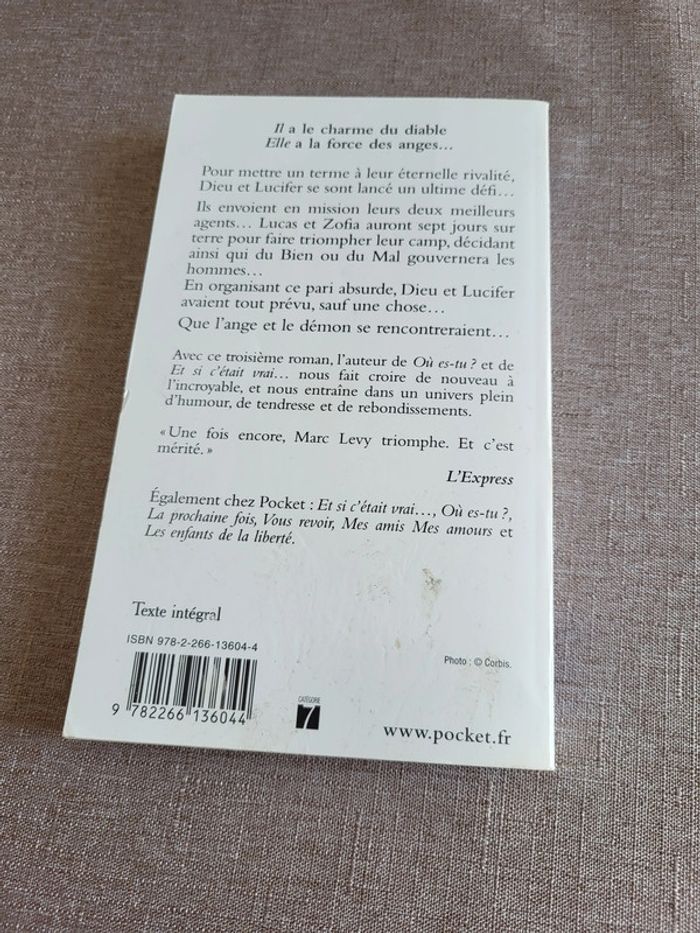 Il a le charme du diable
Elle a la force des anges…
Pour mettre un terme à leur éternelle rivalité,
Dieu et Lucifer se sont lancé un ultime défi…
Ils envoient en mission leurs deux meilleurs
agents… Lucas et Zofia auront sept jours sur
terre pour faire triompher leur camp, décidant
ainsi qui du Bien ou du Mal gouvernera les
hommes…
En organisant ce pari absurde, Dieu et Lucifer
avaient tout prévu, sauf une chose…
Que l'ange et le démon se rencontreraient…
Avec ce troisième roman, l'auteur de Où es-tu ? et de
Et si c'était vrai… nous fait croire de nouveau à
l'incroyable, et nous entraîne dans un univers plein
d'humour, de tendresse et de rebondissements.
« Une fois encore, Marc Levy triomphe. Et c'est
mérité. »
L'Express
Également chez Pocket : Et si c'était vrai…, Où es-tu ?,
La prochaine fois, Vous revoir, Mes amis Mes amours et
Les enfants de la liberté.
Texte intégral
ISBN 978-2-266-13604-4
Photo : © Corbis.
9 782266 136044
CATÉGORIE
7
www.pocket.fr